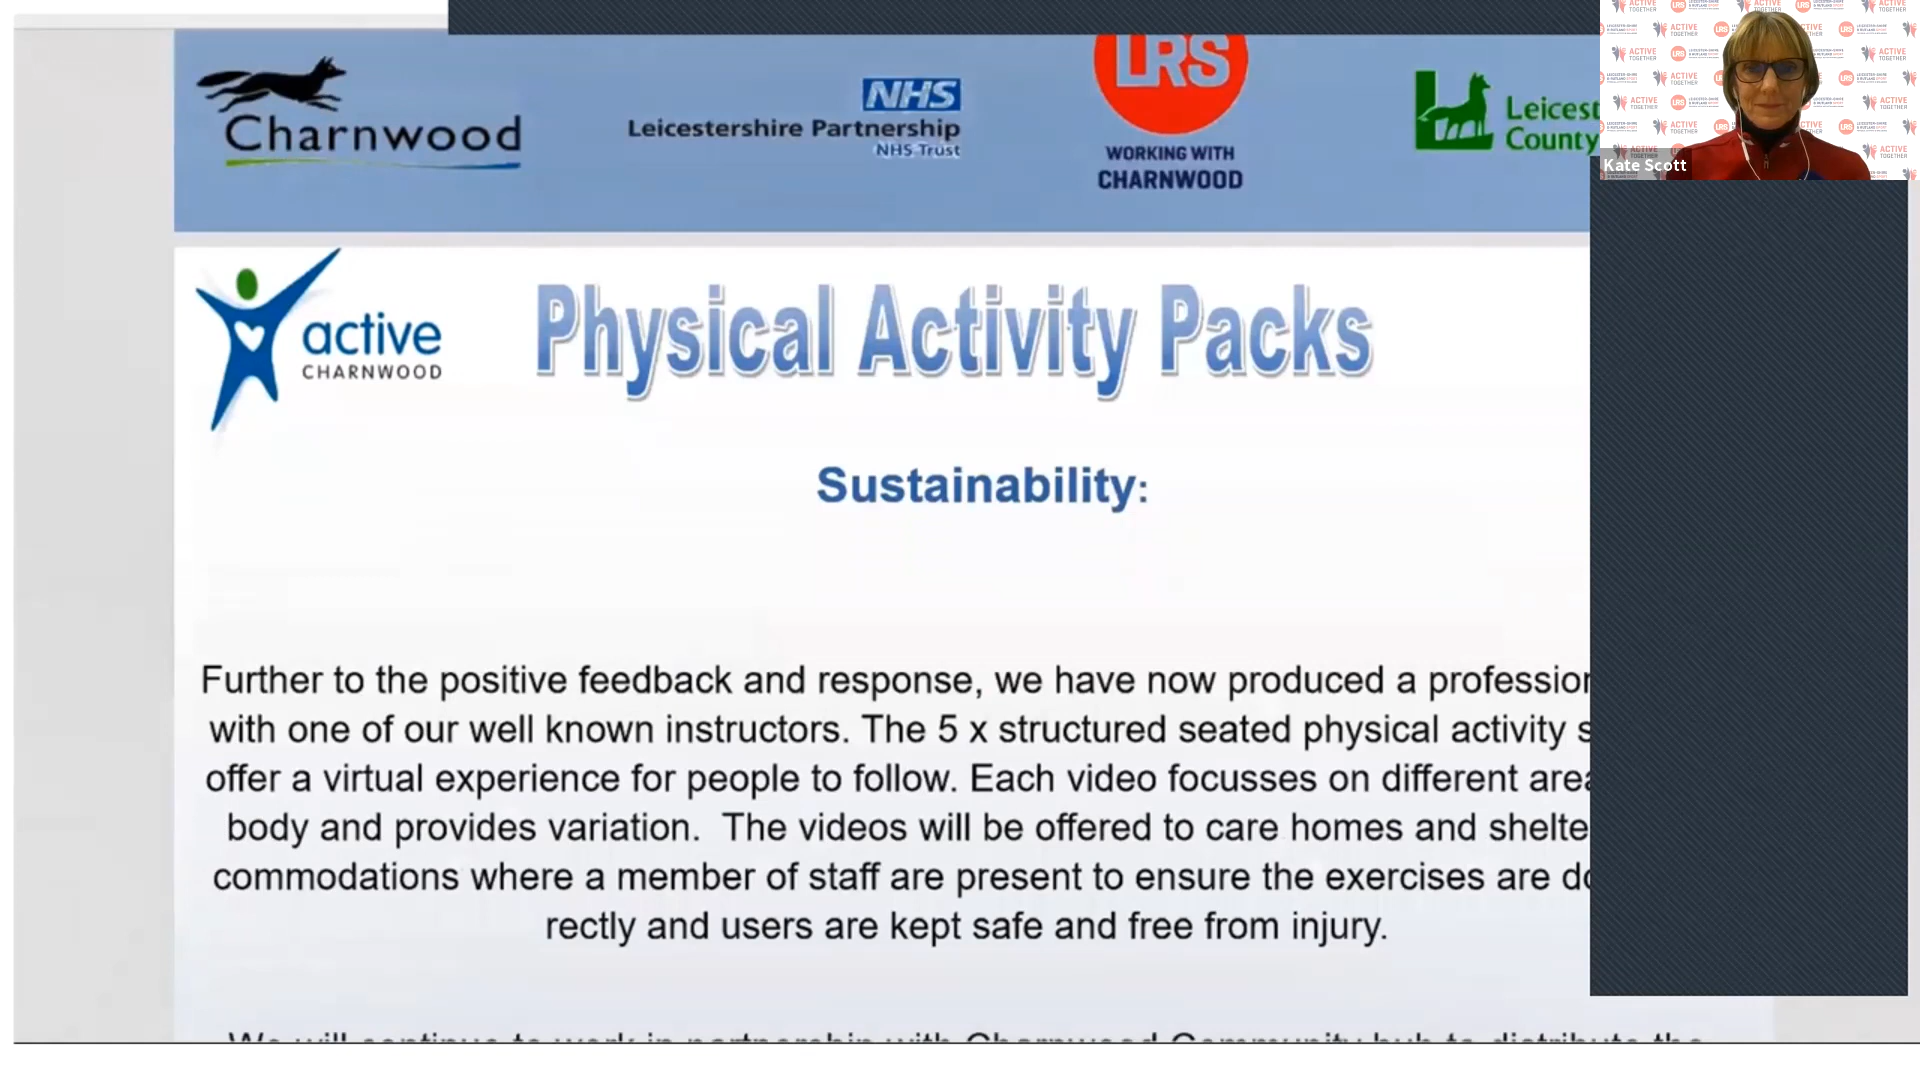 Charnwood
NHS
Leicestershire Partnership
NHS Trust
LRS
WORKING WITH
CHARNWOOD
County
Kate Scott
active
CHARNWOOD
Physical Activity Packs
Sustainability:
Further to the positive feedback and response, we have now produced a
with one of our well known instructors. The 5 x structured seated physical activity
offer a virtual experience for people to follow. Each video focusses on different
body and provides variation. The videos will be offered to care homes and
commodations where a member of staff are present to ensure the exercises are
rectly and users are kept safe and free from injury.
We will continue to work in partnership with Charnwood Community hub to distribute the